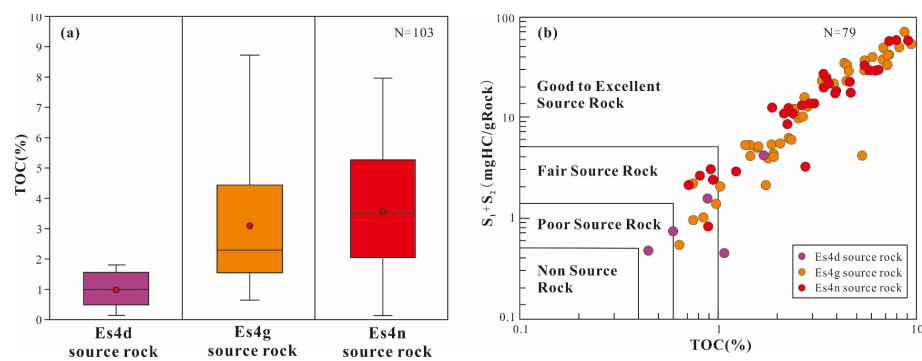 (a)
N=103
TOC(%)
10
9
8
7
6
5
4
3
2
1
0
Es4d
source rock
Es4g
source rock
Es4n
source rock
(b)
N=79
S₁+S₂ (mgHC/gRock)
100
10
1
0.1
Good to Excellent
Source Rock
Fair Source Rock
Poor Source Rock
Non Source
Rock
Es4d source rock
Es4g source rock
Es4n source rock
0.1
1
10
TOC(%)